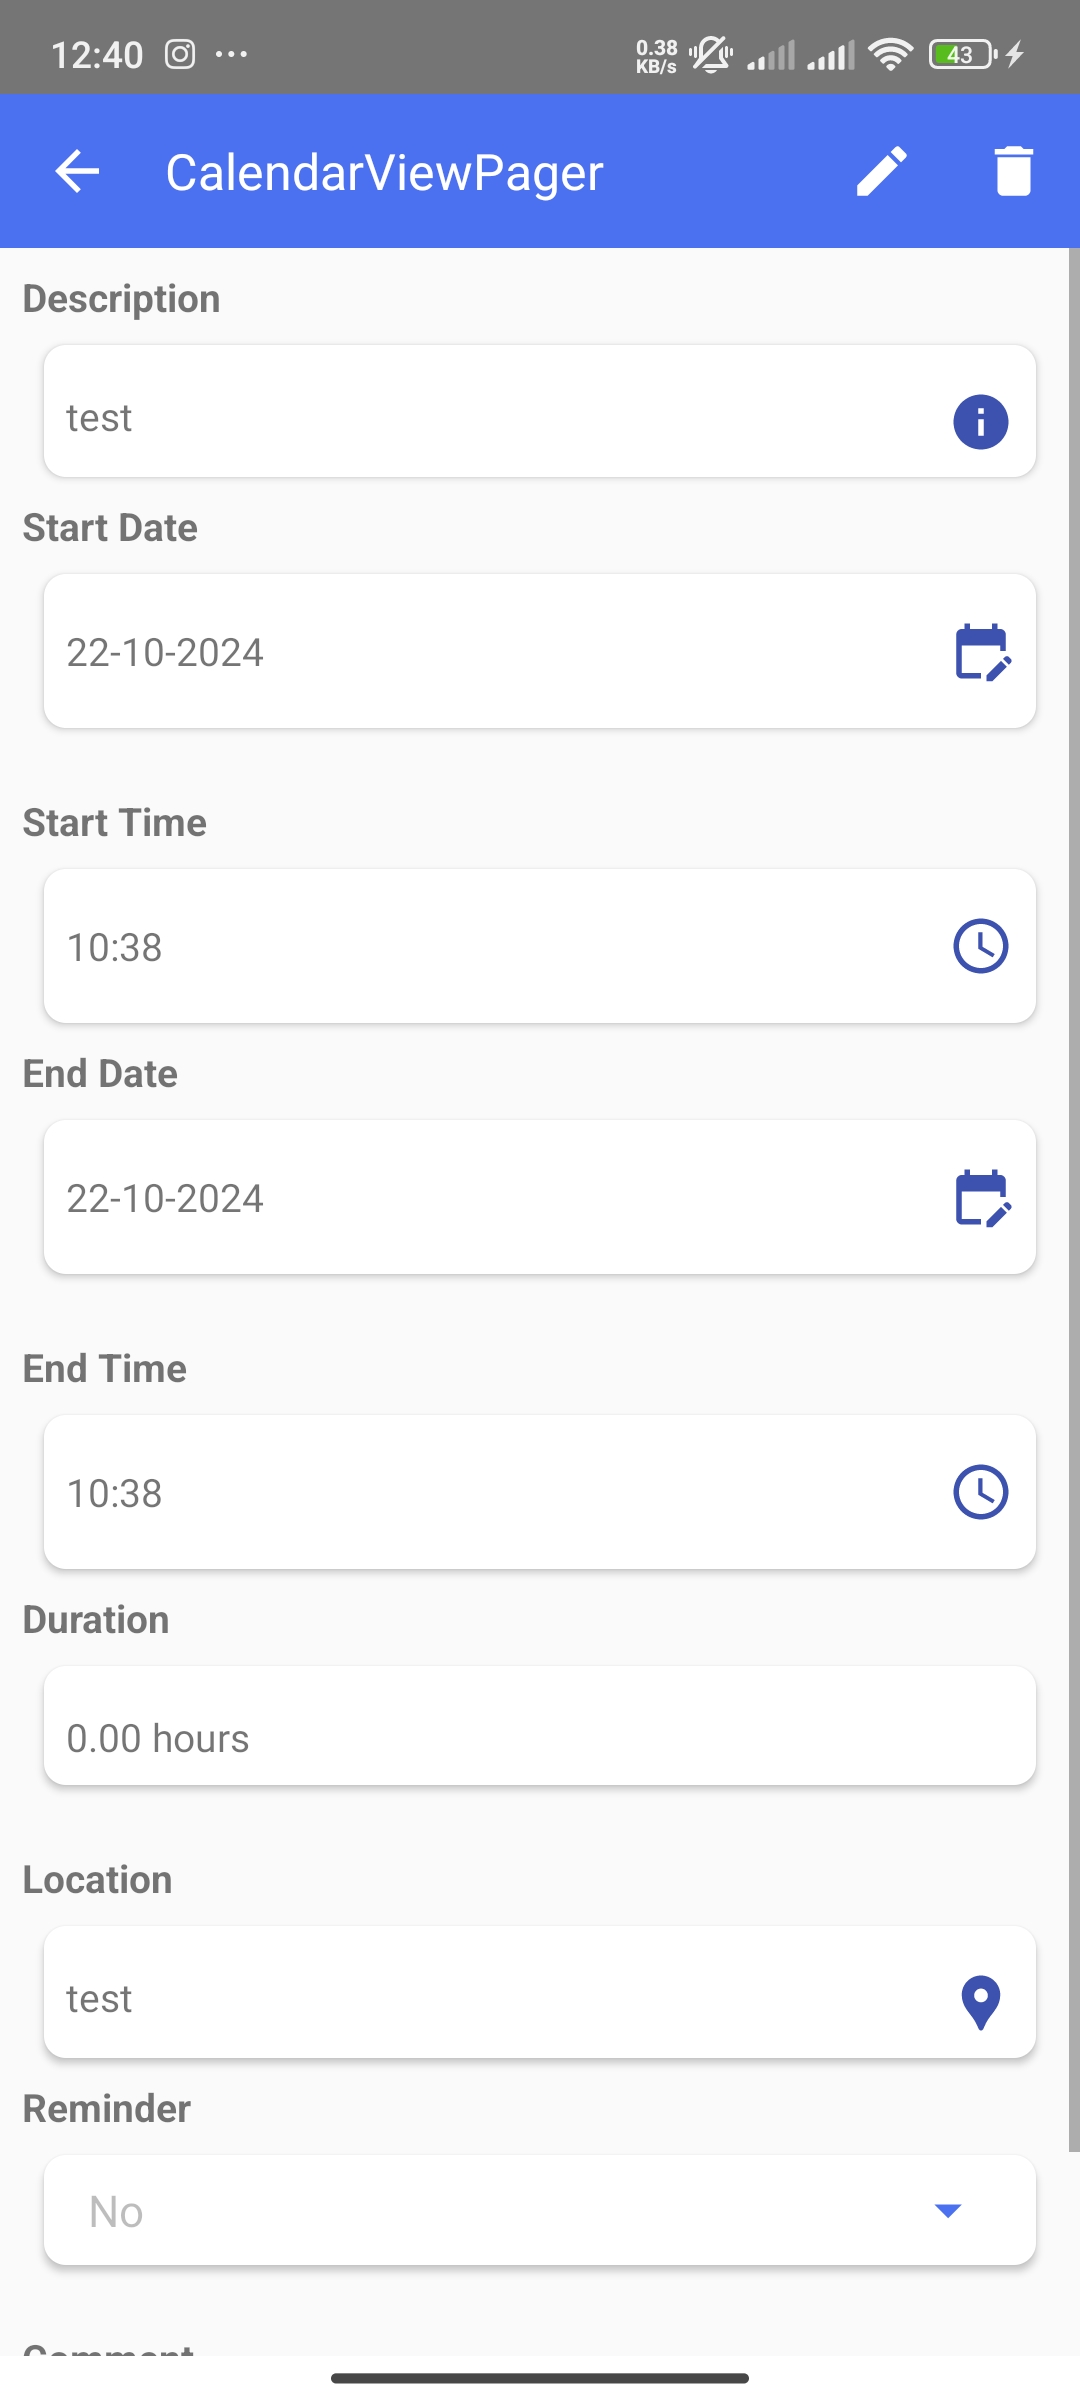 12:40
0.38
KB/s
43
CalendarViewPager
Description
test
Start Date
22-10-2024
Start Time
10:38
End Date
22-10-2024
End Time
10:38
Duration
0.00 hours
Location
test
Reminder
No
Comment